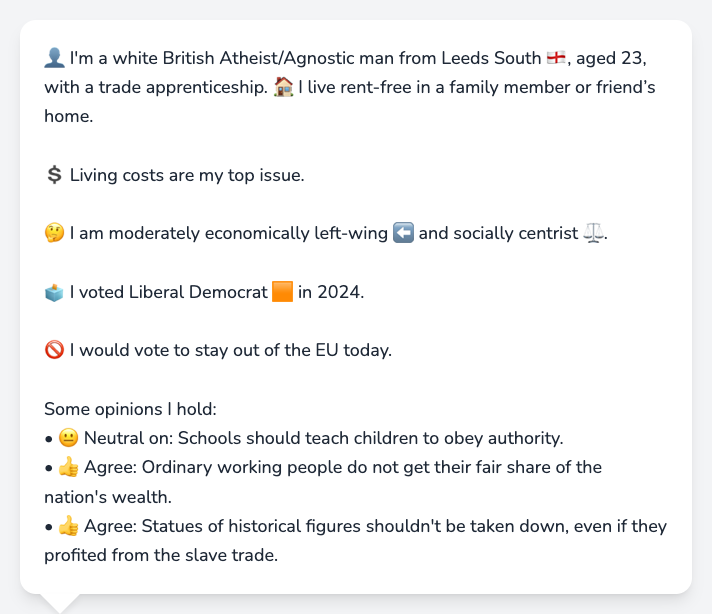 👤 I'm a white British Atheist/Agnostic man from Leeds South 🏴󠁧󠁢󠁥󠁮󠁧󠁿, aged 23,
with a trade apprenticeship. 🏠 I live rent-free in a family member or friend’s
home.
💲 Living costs are my top issue.
🤔 I am moderately economically left-wing ⬅️ and socially centrist ⚖️.
🗳️ I voted Liberal Democrat 🟧 in 2024.
🚫 I would vote to stay out of the EU today.
Some opinions I hold:
• 😐 Neutral on: Schools should teach children to obey authority.
• 👍 Agree: Ordinary working people do not get their fair share of the
nation's wealth.
• 👍 Agree: Statues of historical figures shouldn't be taken down, even if they
profited from the slave trade.